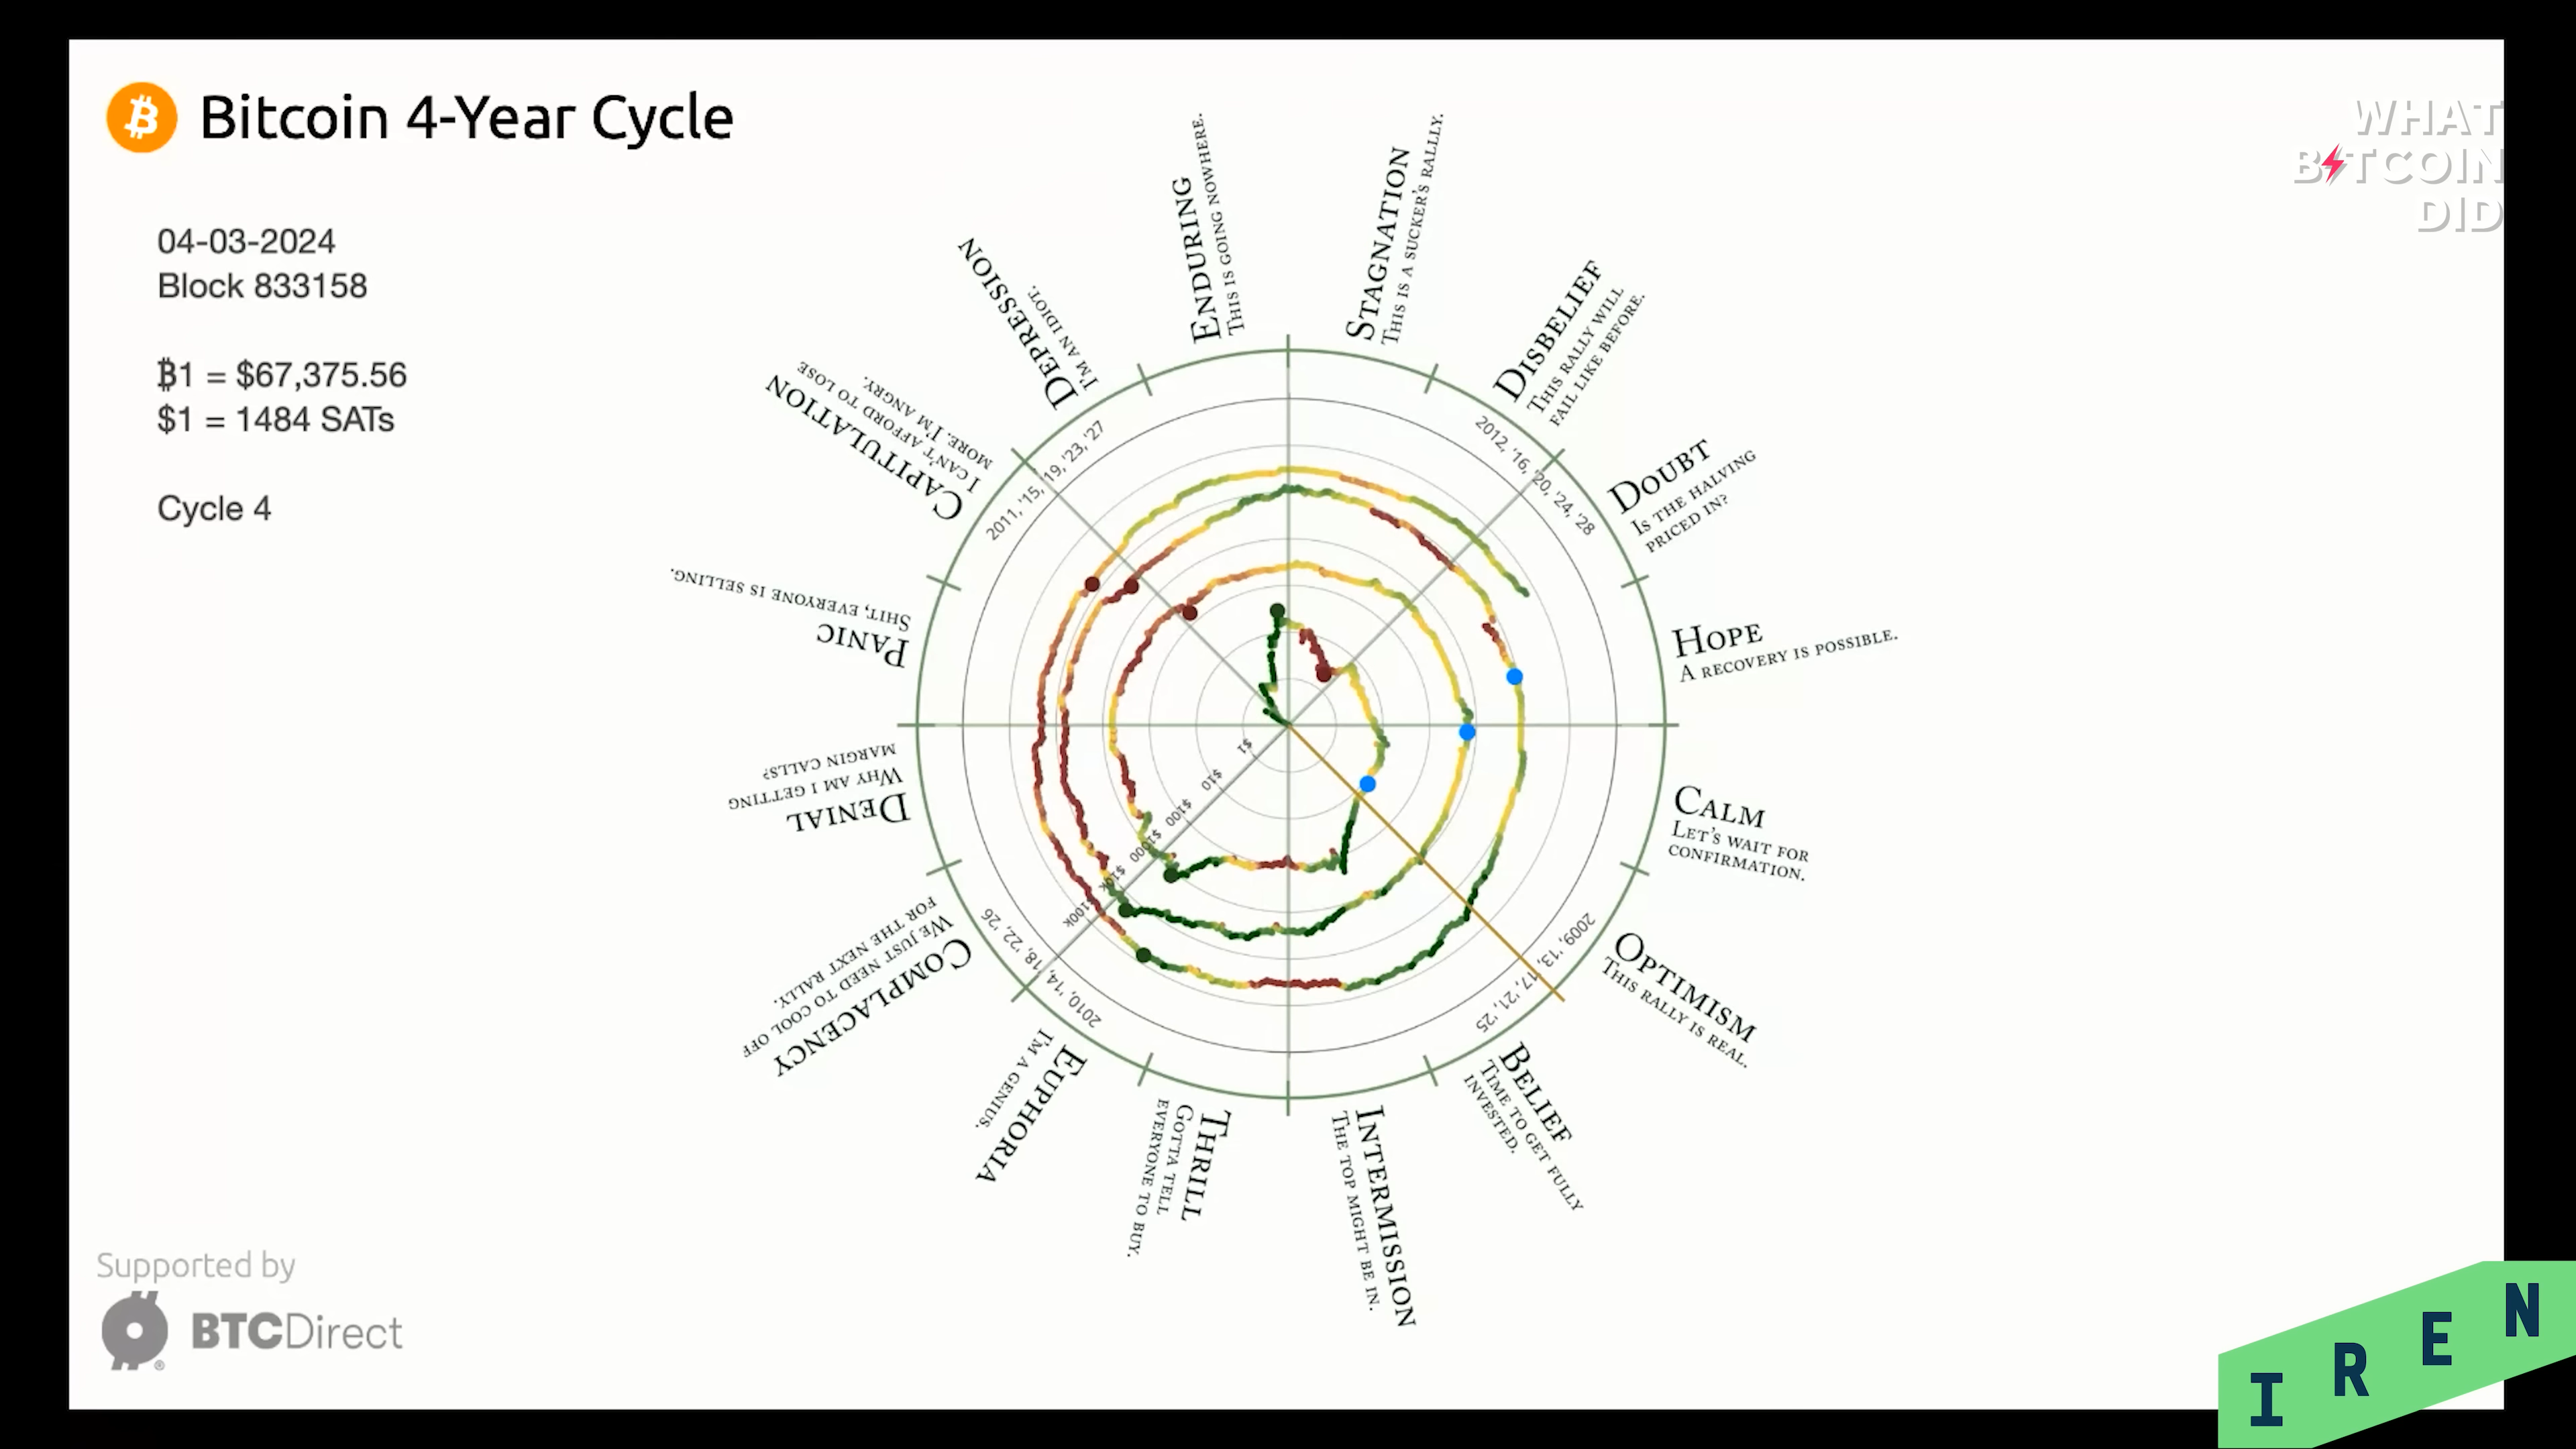 Bitcoin 4-Year Cycle
04-03-2024
Block 833158
₿1 = $67,375.56
$1 = 1484 SATs
Cycle 4
WHAT
BTCOIN
DID
ENDURING
THIS IS GOING NOWHERE.
STAGNATION
THIS IS A SUCKER'S RALLY.
DISBELIEF
THIS RALLY WILL
FAIL LIKE BEFORE.
DOUBT
IS THE HALVING
PRICED IN?
HOPE
A RECOVERY IS POSSIBLE.
CALM
LET'S WAIT FOR
CONFIRMATION.
OPTIMISM
THIS RALLY IS REAL.
BELIEF
TIME TO GET FULLY
INVESTED.
INTERMISSION
THE TOP MIGHT BE IN.
THRILL
GOTTA TELL
EVERYONE TO BUY.
EUPHORIA
I'M A GENIUS.
COMPLACENCY
WE JUST NEED TO COOL OFF
FOR THE NEXT RALLY.
DENIAL
WHY AM I GETTING
MARGIN CALLS?
PANIC
SHIT, EVERYONE IS SELLING.
CAPITULATION
I CAN'T AFFORD TO LOSE
MORE. I'M ANGRY.
DEPRESSION
I'M AN IDIOT.
2012, '16, '20, '24, '28
2009, '13, '17, '21, '25
2010, '14, '18, '22, '26
2011, '15, '19, '23, '27
$1
$10
$100
$1000
$10k
$100k
Supported by
BTCDirect
IREN